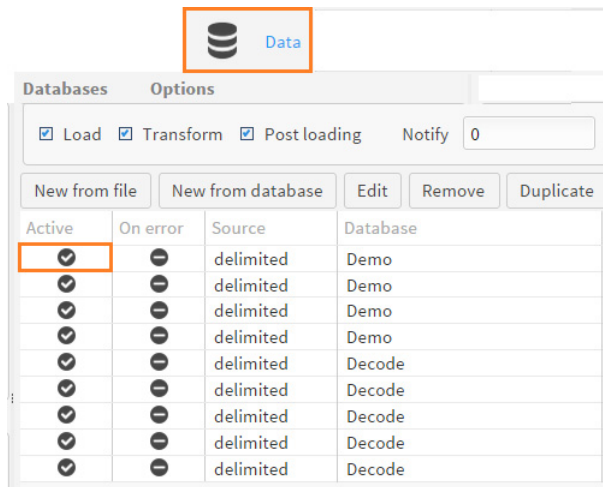 Data
Databases Options
Load Transform Post loading Notify 0
New from file New from database Edit Remove Duplicate
Active On error Source Database
delimited Demo
delimited Demo
delimited Demo
delimited Demo
delimited Decode
delimited Decode
delimited Decode
delimited Decode
delimited Decode